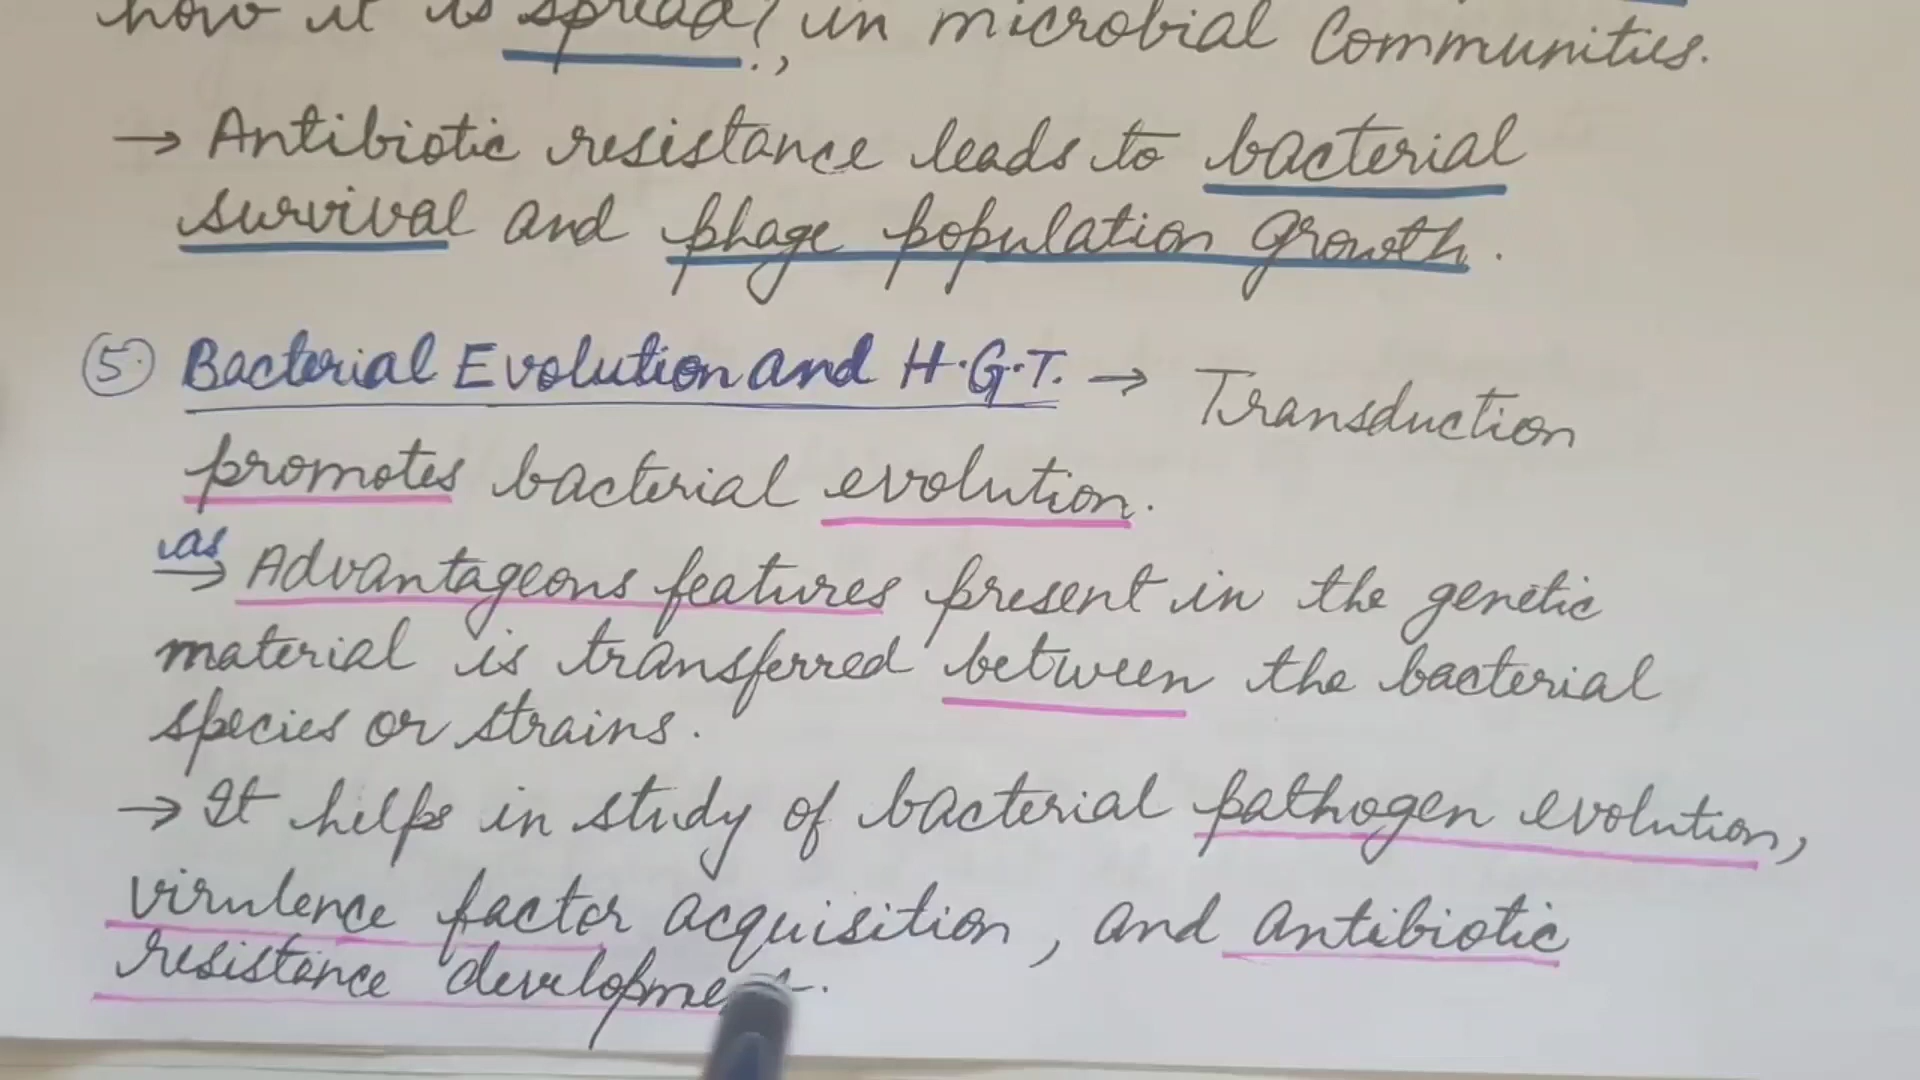 how it is spread? in microbial communities.
→ Antibiotic resistance leads to bacterial
survival and phage population growth.
⑤ Bacterial Evolution and H.G.T. → Transduction
promotes bacterial evolution.
as
→ Advantageous features present in the genetic
material is transferred between the bacterial
species or strains.
→ It helps in study of bacterial pathogen evolution,
virulence factor acquisition, and antibiotic
resistance development.